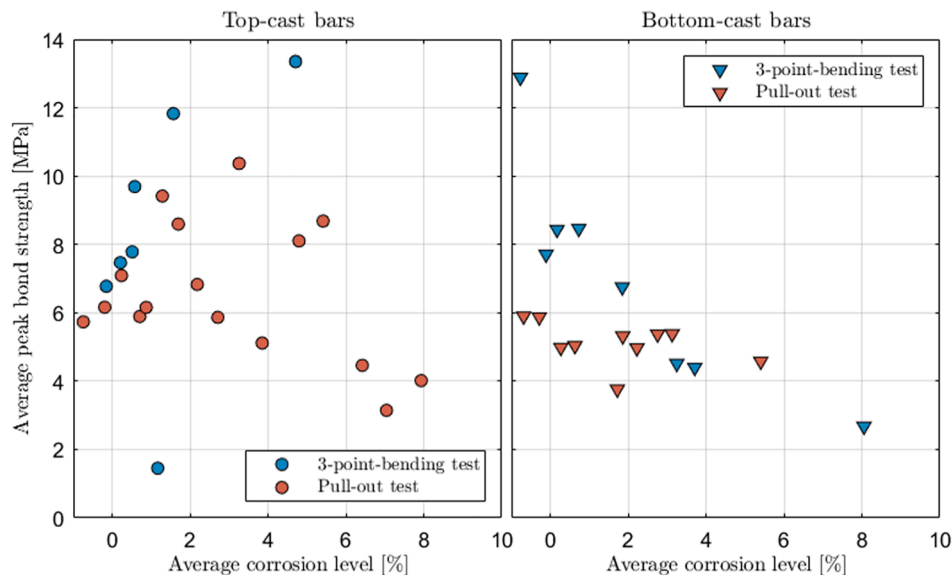 Top-cast bars
Bottom-cast bars
Average peak bond strength [MPa]
14
12
10
8
6
4
2
0
3-point-bending test
Pull-out test
3-point-bending test
Pull-out test
0 2 4 6 8 10
0 2 4 6 8 10
Average corrosion level [%]
Average corrosion level [%]